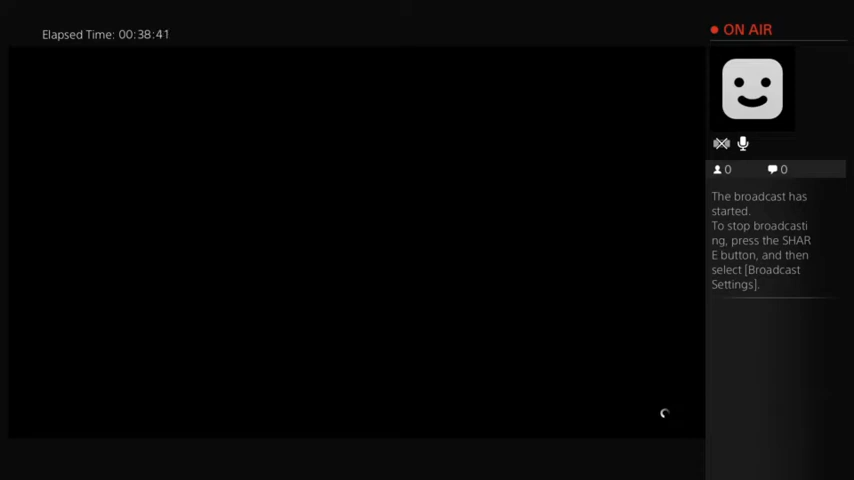 Elapsed Time: 00:38:41
ON AIR
0 0
The broadcast has
started.
To stop broadcasti
ng, press the SHAR
E button, and then
select [Broadcast
Settings].